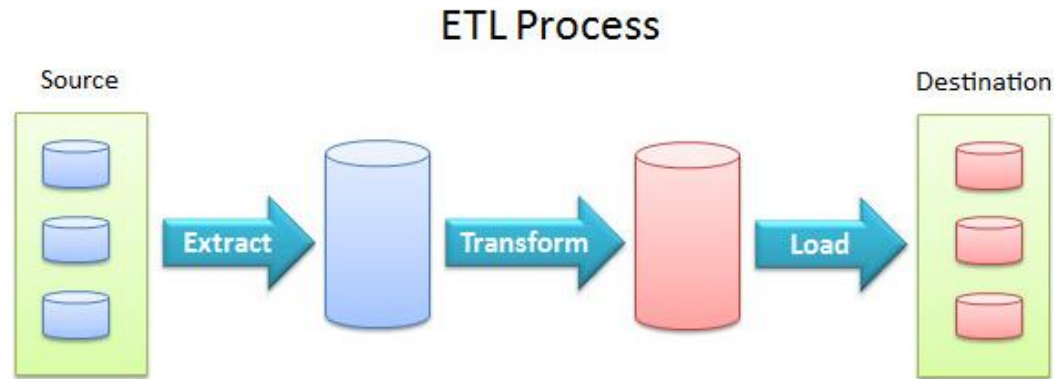 ETL Process
Source
Destination
Extract
Transform
Load